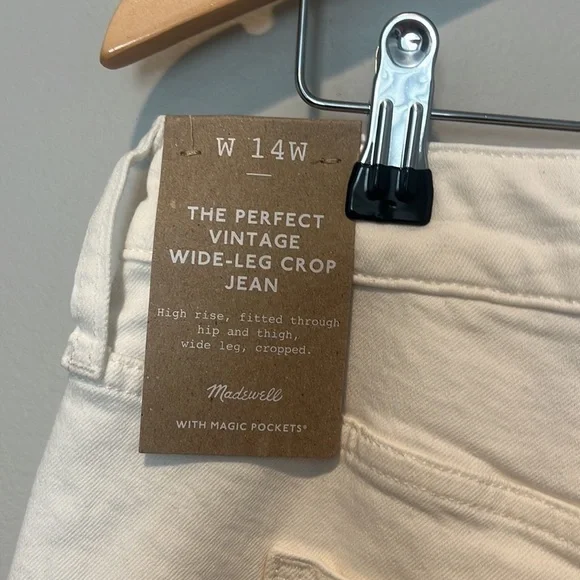 W 14W
THE PERFECT
VINTAGE
WIDE-LEG CROP
JEAN
High rise, fitted through
hip and thigh,
wide leg, cropped.
Madewell
WITH MAGIC POCKETS®